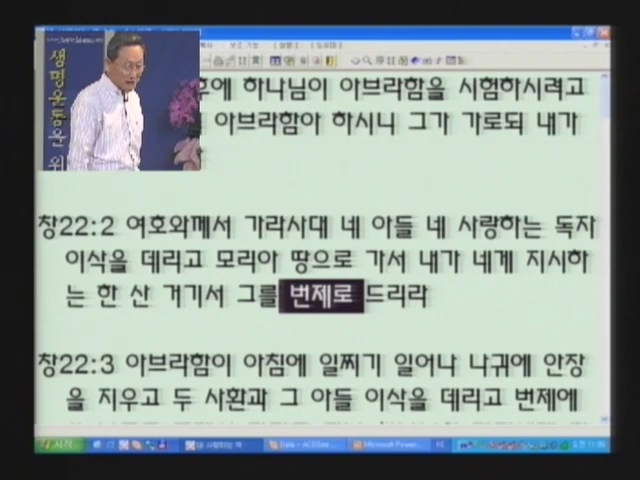 생명운동은 위
후에 하나님이 아브라함을 시험하시려고
아브라함아 하시니 그가 가로되 내가
창22:2 여호와께서 가라사대 네 아들 네 사랑하는 독자
이삭을 데리고 모리아 땅으로 가서 내가 네게 지시하
는 한 산 거기서 그를 번제로 드리라
창22:3 아브라함이 아침에 일찌기 일어나 나귀에 안장
을 지우고 두 사환과 그 아들 이삭을 데리고 번제에
시작
Microsoft Power...